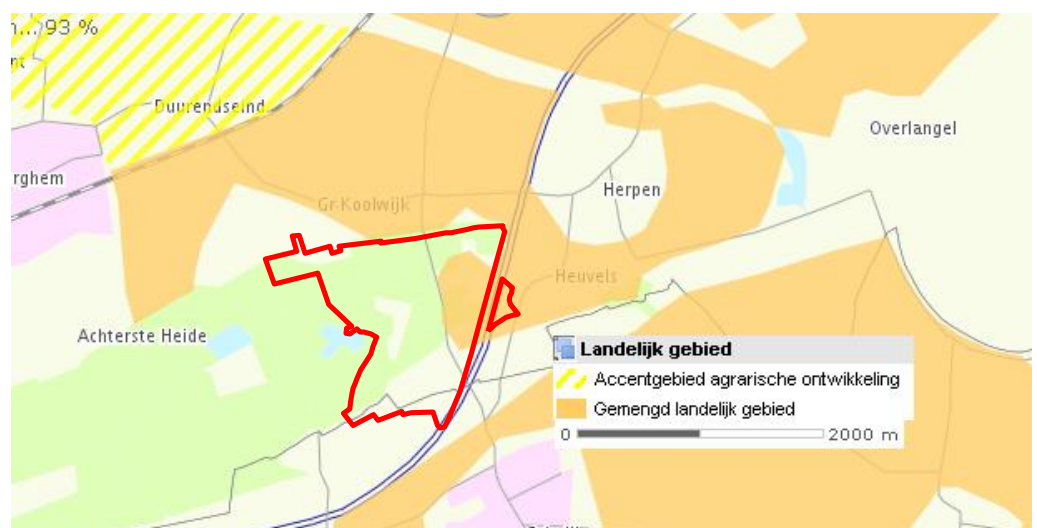 93 %
Duurendseind
Overlangel
rghem
Herpen
Gr-Koolwijk
Heuvels
Achterste Heide
Landelijk gebied
Accentgebied agrarische ontwikkeling
Gemengd landelijk gebied
0 2000 m